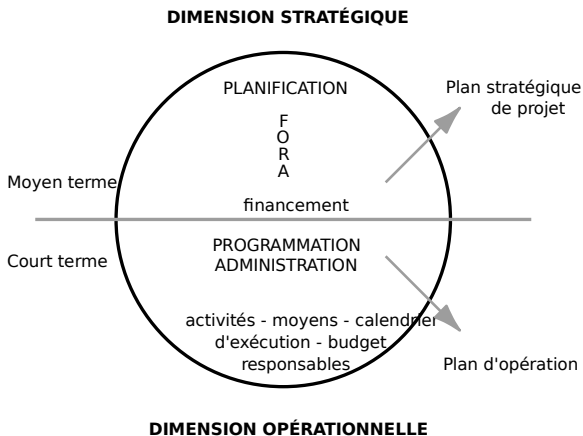 DIMENSION STRATÉGIQUE
PLANIFICATION
Plan stratégique
de projet
F
O
R
A
Moyen terme
financement
Court terme
PROGRAMMATION
ADMINISTRATION
activités - moyens - calendrier
d'exécution - budget
responsables
Plan d'opération
DIMENSION OPÉRATIONNELLE